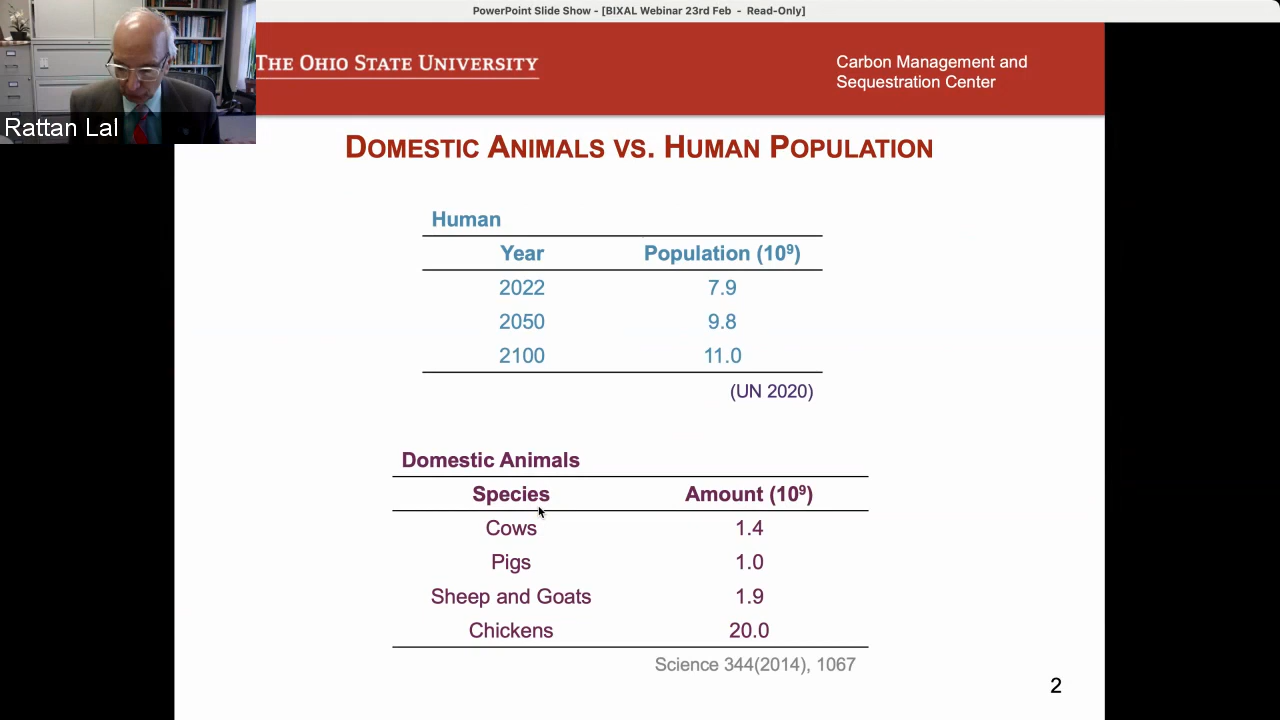 PowerPoint Slide Show - [BIXAL Webinar 23rd Feb - Read-Only]
THE OHIO STATE UNIVERSITY
Carbon Management and
Sequestration Center
Rattan Lal
DOMESTIC ANIMALS VS. HUMAN POPULATION
Human
Year Population (10⁹)
2022 7.9
2050 9.8
2100 11.0
(UN 2020)
Domestic Animals
Species Amount (10⁹)
Cows 1.4
Pigs 1.0
Sheep and Goats 1.9
Chickens 20.0
Science 344(2014), 1067
2